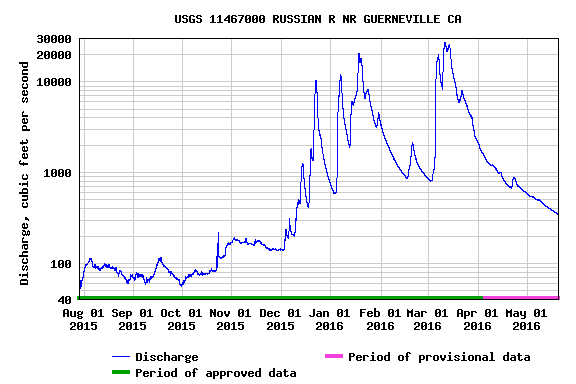 USGS 11467000 RUSSIAN R NR GUERNEVILLE CA
Discharge, cubic feet per second
30000
10000
1000
100
40
Aug 01 Sep 01 Oct 01 Nov 01 Dec 01 Jan 01 Feb 01 Mar 01 Apr 01 May 01
2015 2015 2015 2015 2015 2016 2016 2016 2016 2016
Discharge Period of provisional data
Period of approved data